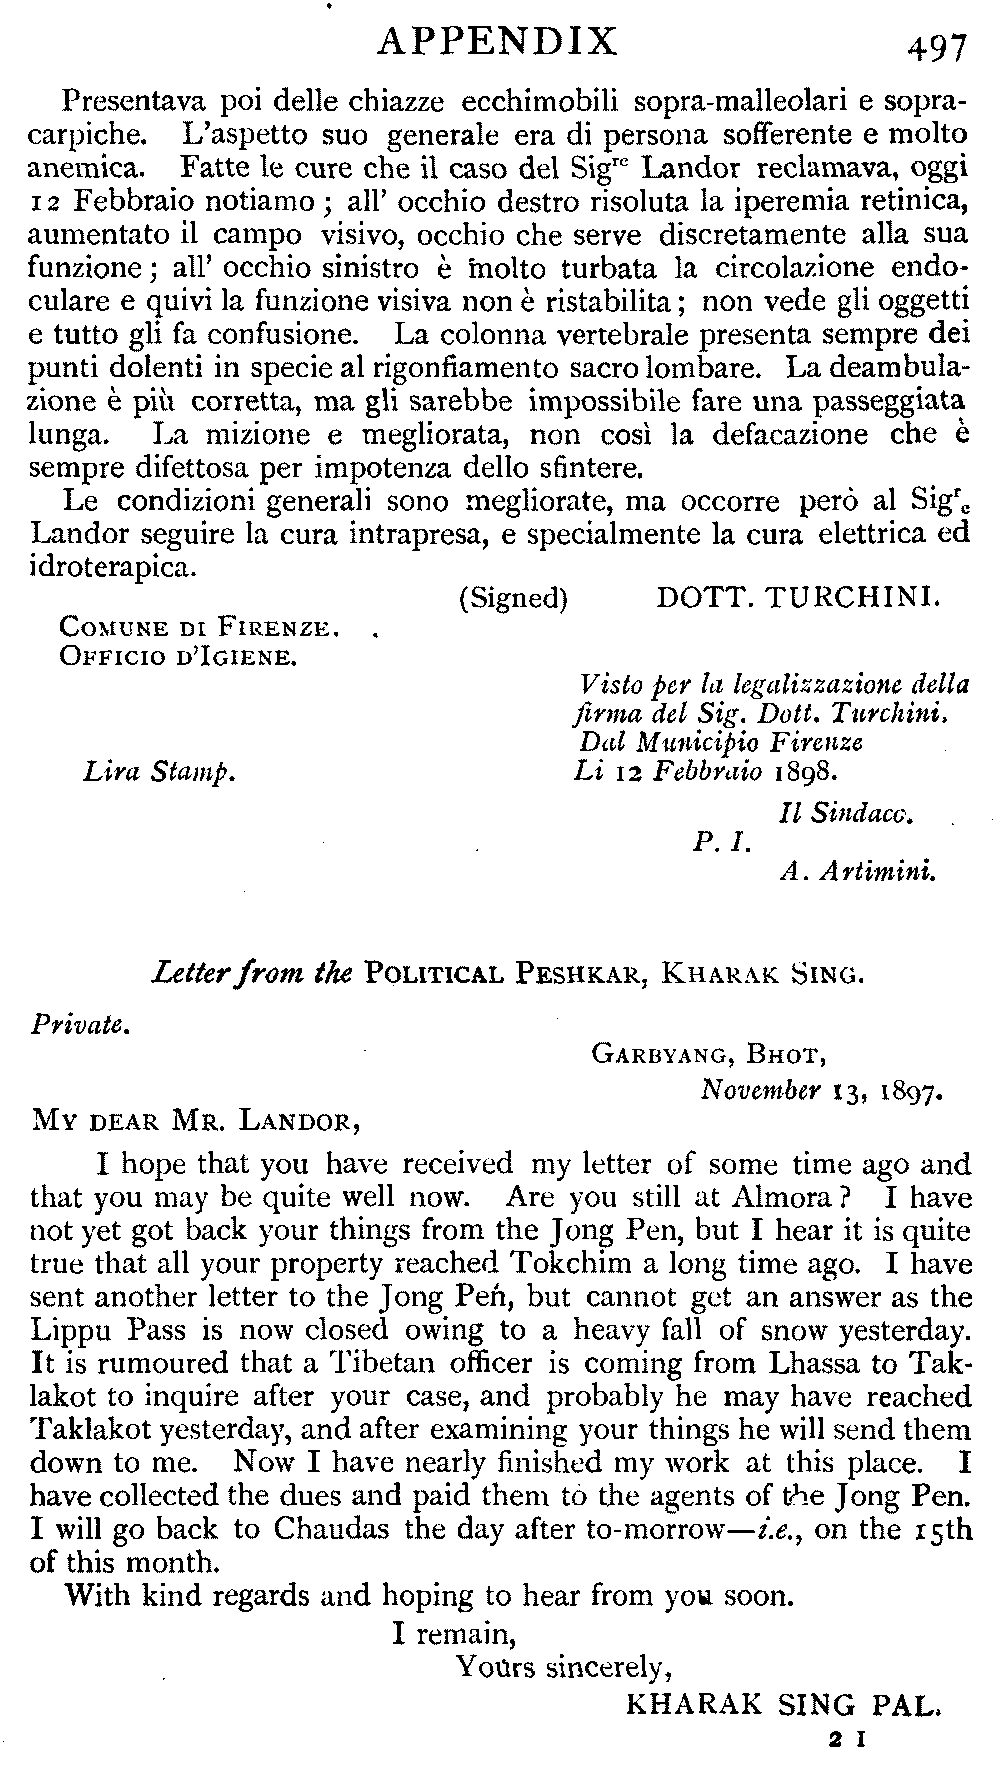 APPENDIX 497
Presentava poi delle chiazze ecchimobili sopra-malleolari e sopra-
carpiche. L'aspetto suo generale era di persona sofferente e molto
anemica. Fatte le cure che il caso del Sigre Landor reclamava, oggi
12 Febbraio notiamo; all' occhio destro risoluta la iperemia retinica,
aumentato il campo visivo, occhio che serve discretamente alla sua
funzione; all' occhio sinistro è molto turbata la circolazione endo-
culare e quivi la funzione visiva non è ristabilita; non vede gli oggetti
e tutto gli fa confusione. La colonna vertebrale presenta sempre dei
punti dolenti in specie al rigonfiamento sacro lombare. La deambula-
zione è più corretta, ma gli sarebbe impossibile fare una passeggiata
lunga. La mizione e megliorata, non così la defacazione che è
sempre difettosa per impotenza dello sfintere.
Le condizioni generali sono megliorate, ma occorre però al Sigre
Landor seguire la cura intrapresa, e specialmente la cura elettrica ed
idroterapica.
(Signed) DOTT. TURCHINI.
COMUNE DI FIRENZE.
OFFICIO D'IGIENE.
Visto per la legalizzazione della
firma del Sig. Dott. Turchini.
Dal Municipio Firenze
Lira Stamp. Li 12 Febbraio 1898.
Il Sindaco.
P. I.
A. Artimini.
Letter from the POLITICAL PESHKAR, KHARAK SING.
Private.
GARBYANG, BHOT,
November 13, 1897.
MY DEAR MR. LANDOR,
I hope that you have received my letter of some time ago and
that you may be quite well now. Are you still at Almora? I have
not yet got back your things from the Jong Pen, but I hear it is quite
true that all your property reached Tokchim a long time ago. I have
sent another letter to the Jong Pen, but cannot get an answer as the
Lippu Pass is now closed owing to a heavy fall of snow yesterday.
It is rumoured that a Tibetan officer is coming from Lhassa to Tak-
lakot to inquire after your case, and probably he may have reached
Taklakot yesterday, and after examining your things he will send them
down to me. Now I have nearly finished my work at this place. I
have collected the dues and paid them to the agents of the Jong Pen.
I will go back to Chaudas the day after to-morrow—i.e., on the 15th
of this month.
With kind regards and hoping to hear from you soon.
I remain,
Yours sincerely,
KHARAK SING PAL.
2 I